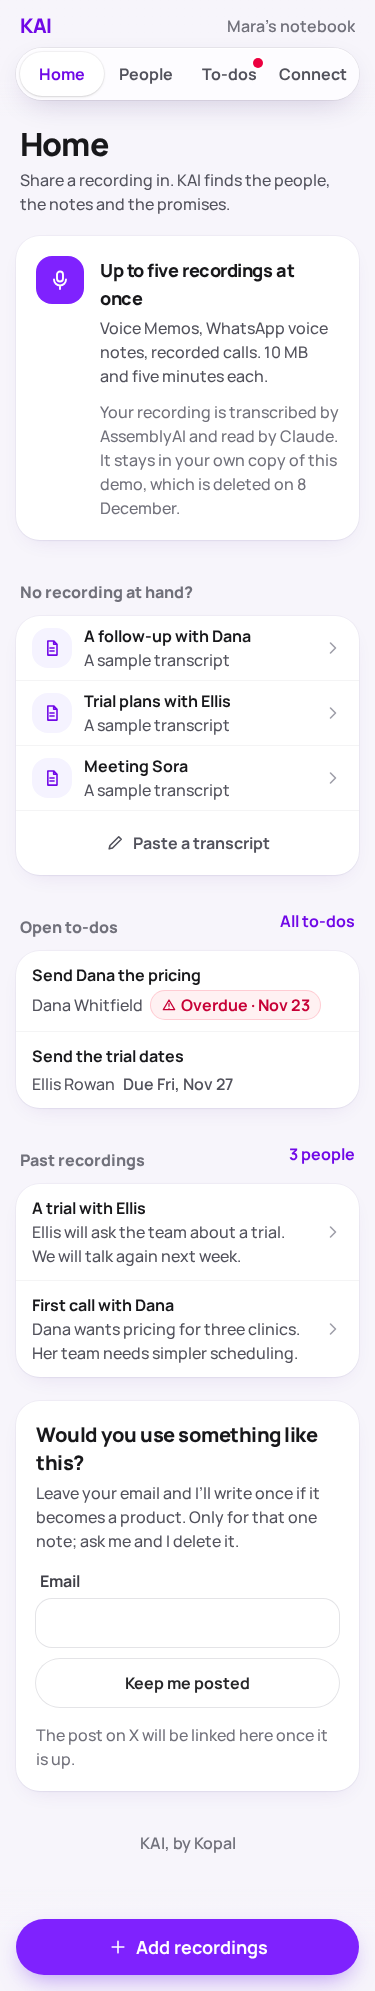 KAI
Mara's notebook
Home
People
To-dos
Connect
Home
Share a recording in. KAI finds the people,
the notes and the promises.
Up to five recordings at
once
Voice Memos, WhatsApp voice
notes, recorded calls. 10 MB
and five minutes each.
Your recording is transcribed by
AssemblyAI and read by Claude.
It stays in your own copy of this
demo, which is deleted on 8
December.
No recording at hand?
A follow-up with Dana
A sample transcript
Trial plans with Ellis
A sample transcript
Meeting Sora
A sample transcript
Paste a transcript
Open to-dos
All to-dos
Send Dana the pricing
Dana Whitfield
Overdue · Nov 23
Send the trial dates
Ellis Rowan Due Fri, Nov 27
Past recordings
3 people
A trial with Ellis
Ellis will ask the team about a trial.
We will talk again next week.
First call with Dana
Dana wants pricing for three clinics.
Her team needs simpler scheduling.
Would you use something like
this?
Leave your email and I'll write once if it
becomes a product. Only for that one
note; ask me and I delete it.
Email
Keep me posted
The post on X will be linked here once it
is up.
KAI, by Kopal
Add recordings